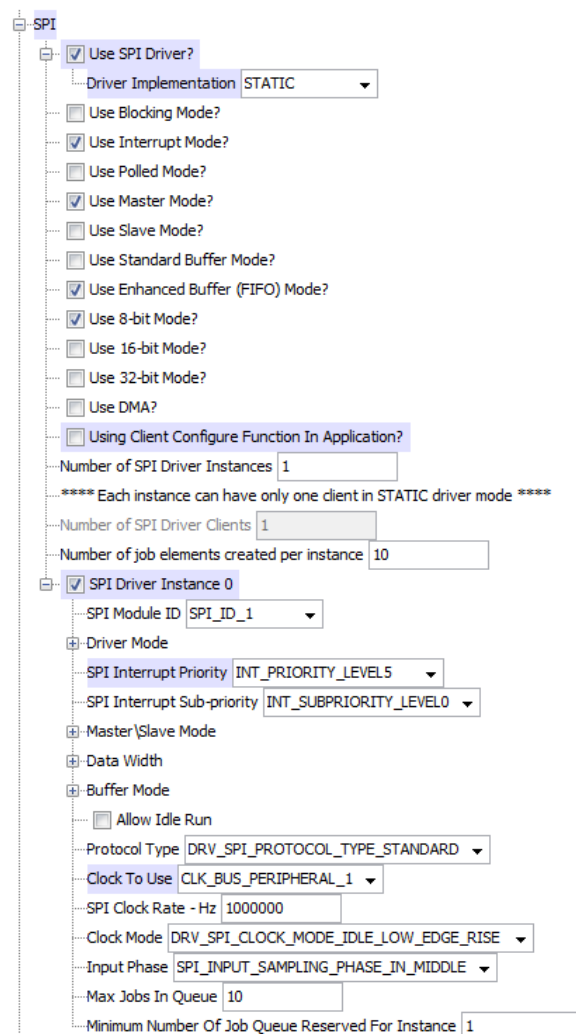 SPI
Use SPI Driver?
Driver Implementation STATIC
Use Blocking Mode?
Use Interrupt Mode?
Use Polled Mode?
Use Master Mode?
Use Slave Mode?
Use Standard Buffer Mode?
Use Enhanced Buffer (FIFO) Mode?
Use 8-bit Mode?
Use 16-bit Mode?
Use 32-bit Mode?
Use DMA?
Using Client Configure Function In Application?
Number of SPI Driver Instances 1
**** Each instance can have only one client in STATIC driver mode ****
Number of SPI Driver Clients 1
Number of job elements created per instance 10
SPI Driver Instance 0
SPI Module ID SPI_ID_1
Driver Mode
SPI Interrupt Priority INT_PRIORITY_LEVEL5
SPI Interrupt Sub-priority INT_SUBPRIORITY_LEVEL0
Master\Slave Mode
Data Width
Buffer Mode
Allow Idle Run
Protocol Type DRV_SPI_PROTOCOL_TYPE_STANDARD
Clock To Use CLK_BUS_PERIPHERAL_1
SPI Clock Rate - Hz 1000000
Clock Mode DRV_SPI_CLOCK_MODE_IDLE_LOW_EDGE_RISE
Input Phase SPI_INPUT_SAMPLING_PHASE_IN_MIDDLE
Max Jobs In Queue 10
Minimum Number Of Job Queue Reserved For Instance 1